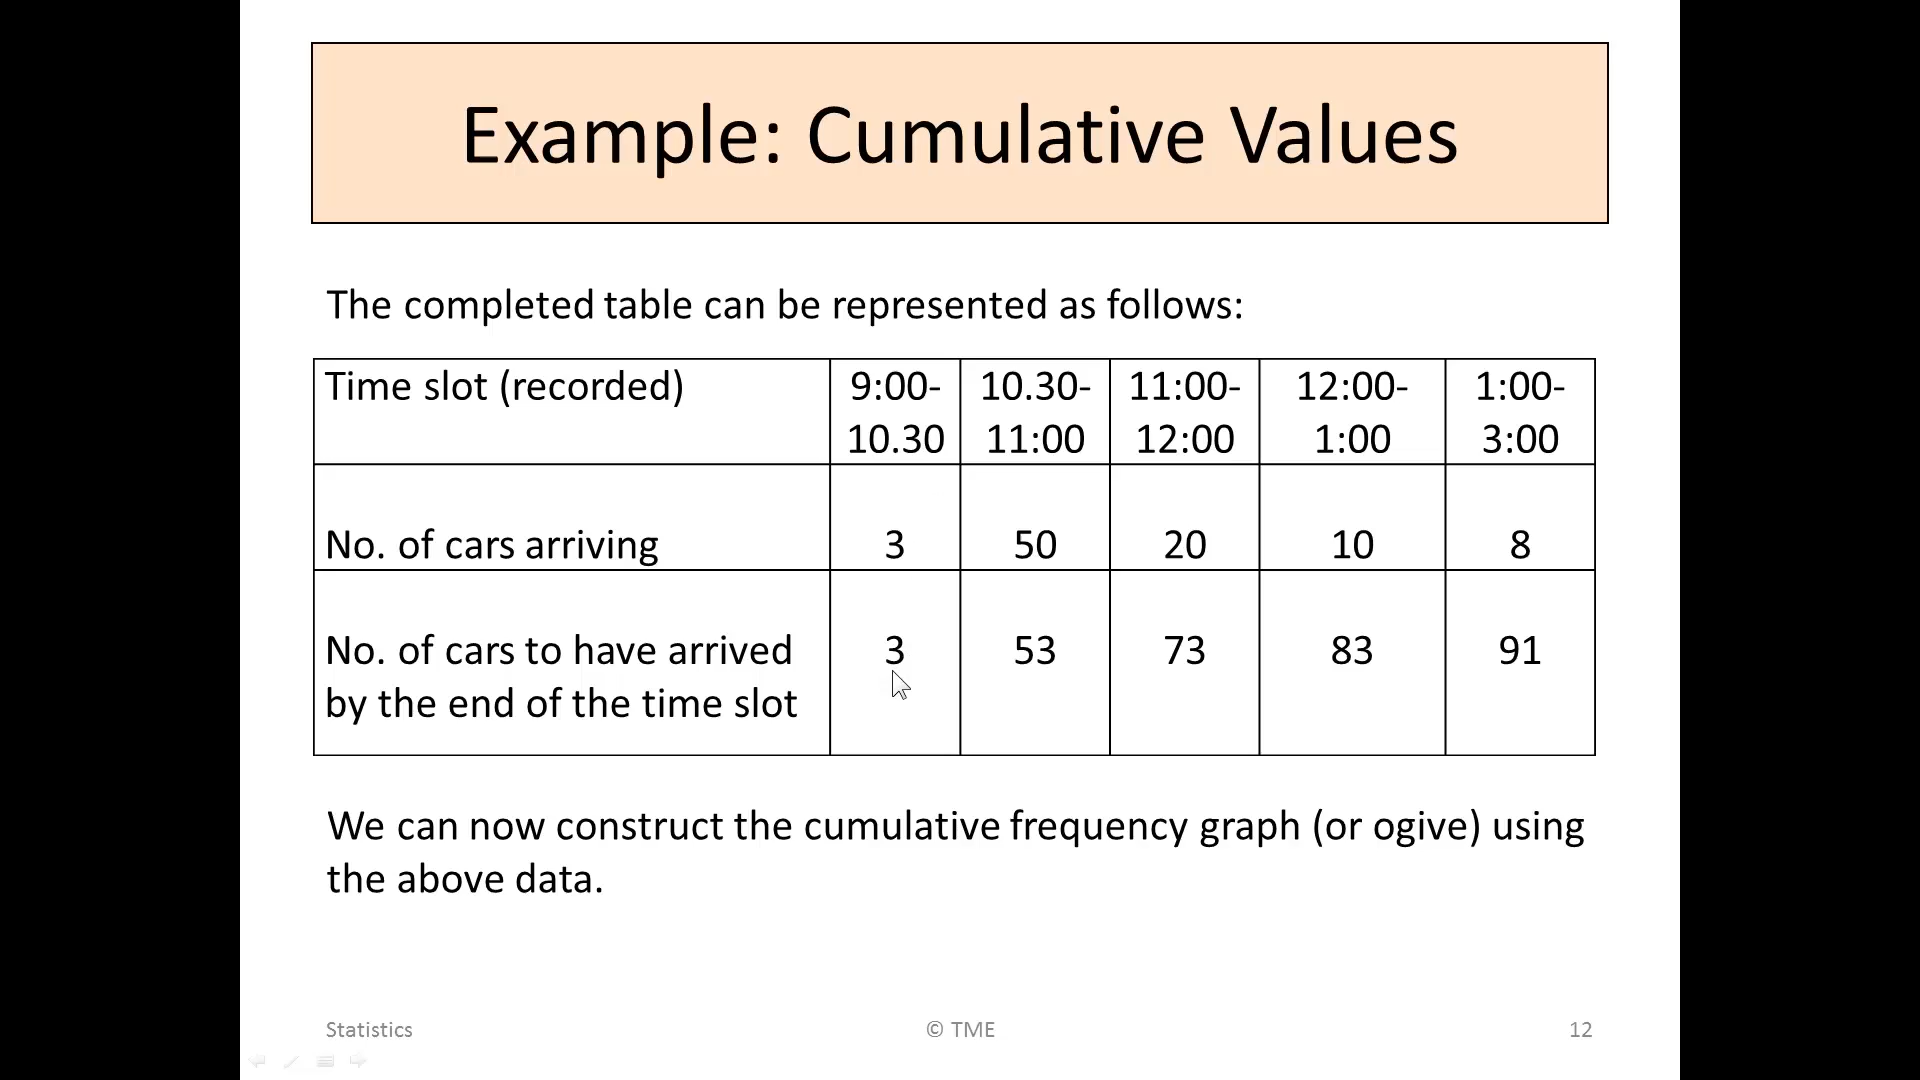 Example: Cumulative Values
The completed table can be represented as follows:
Time slot (recorded) 9:00- 10.30- 11:00- 12:00- 1:00-
10.30 11:00 12:00 1:00 3:00
No. of cars arriving 3 50 20 10 8
No. of cars to have arrived 3 53 73 83 91
by the end of the time slot
We can now construct the cumulative frequency graph (or ogive) using
the above data.
Statistics © TME 12